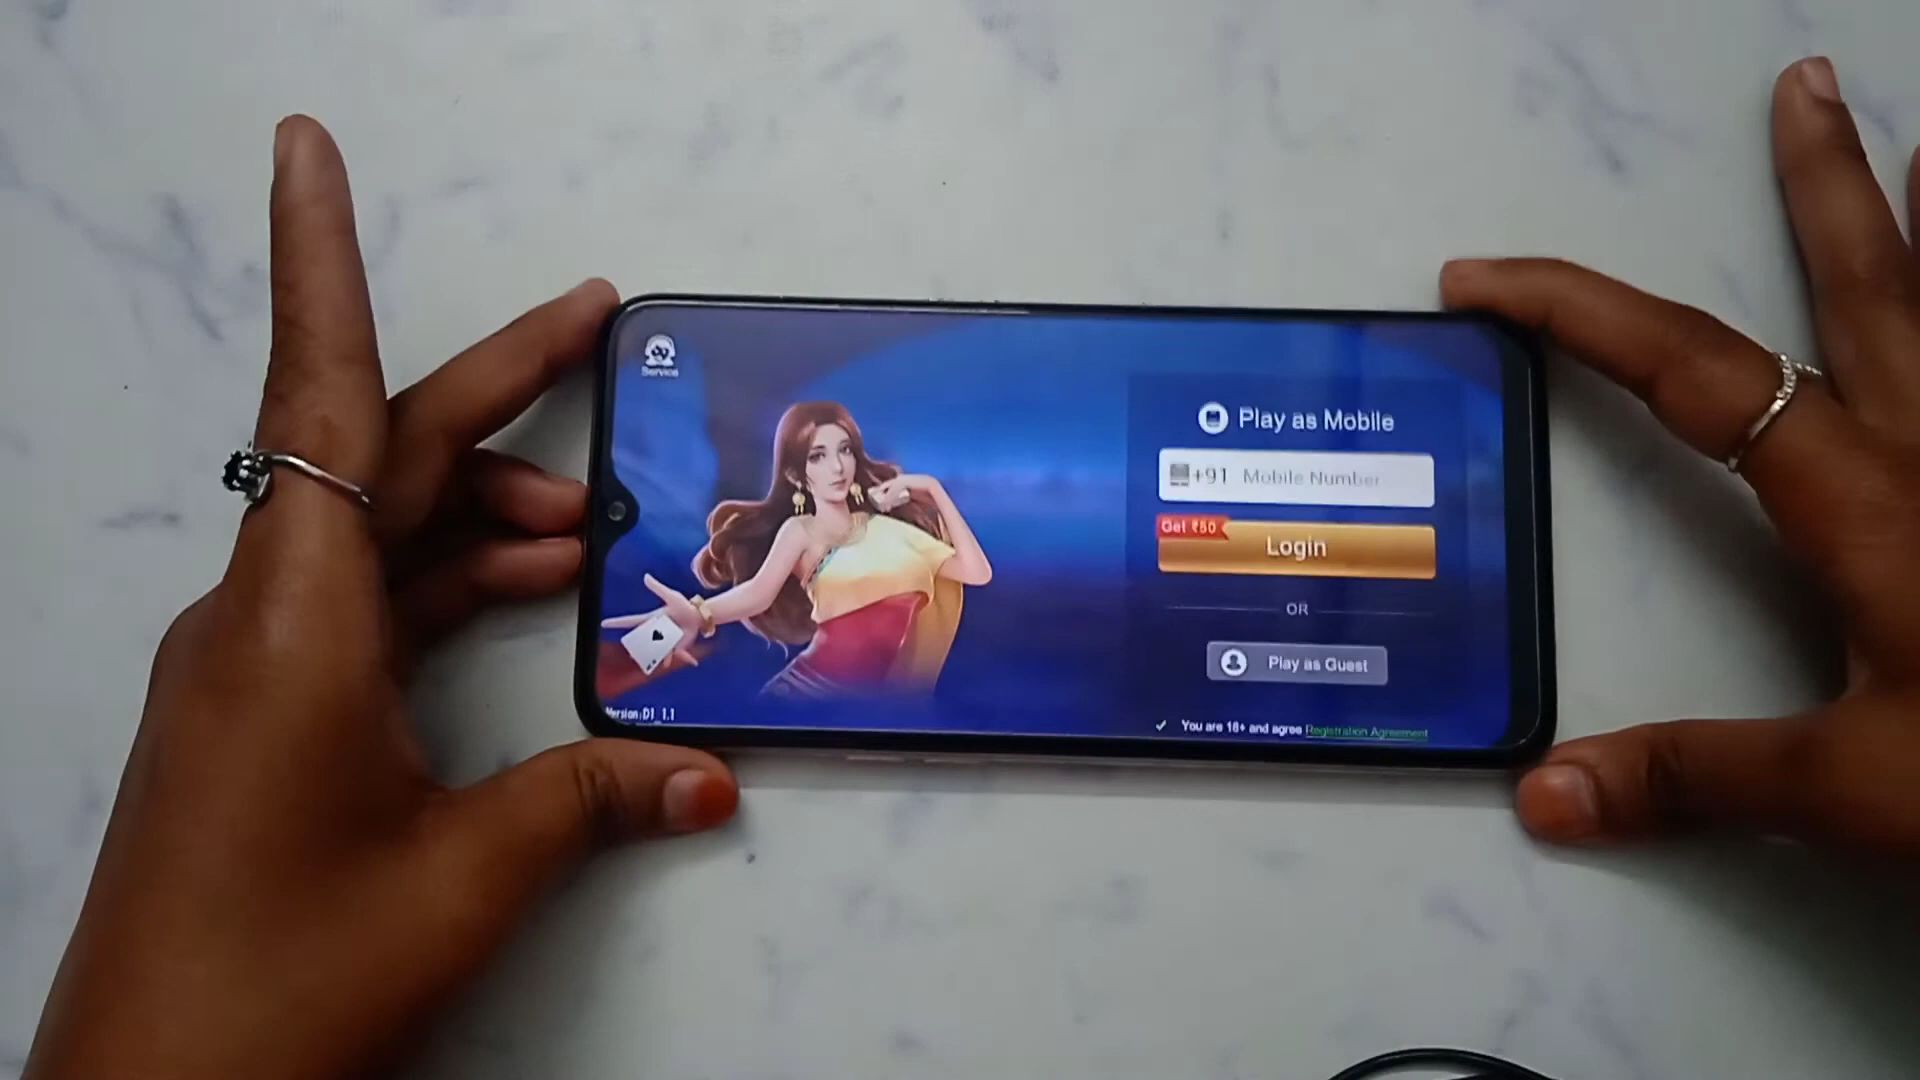 Service
Play as Mobile
+91 Mobile Number
Get ₹50
Login
OR
Play as Guest
Version:D1_1.1
You are 18+ and agree Registration Agreement